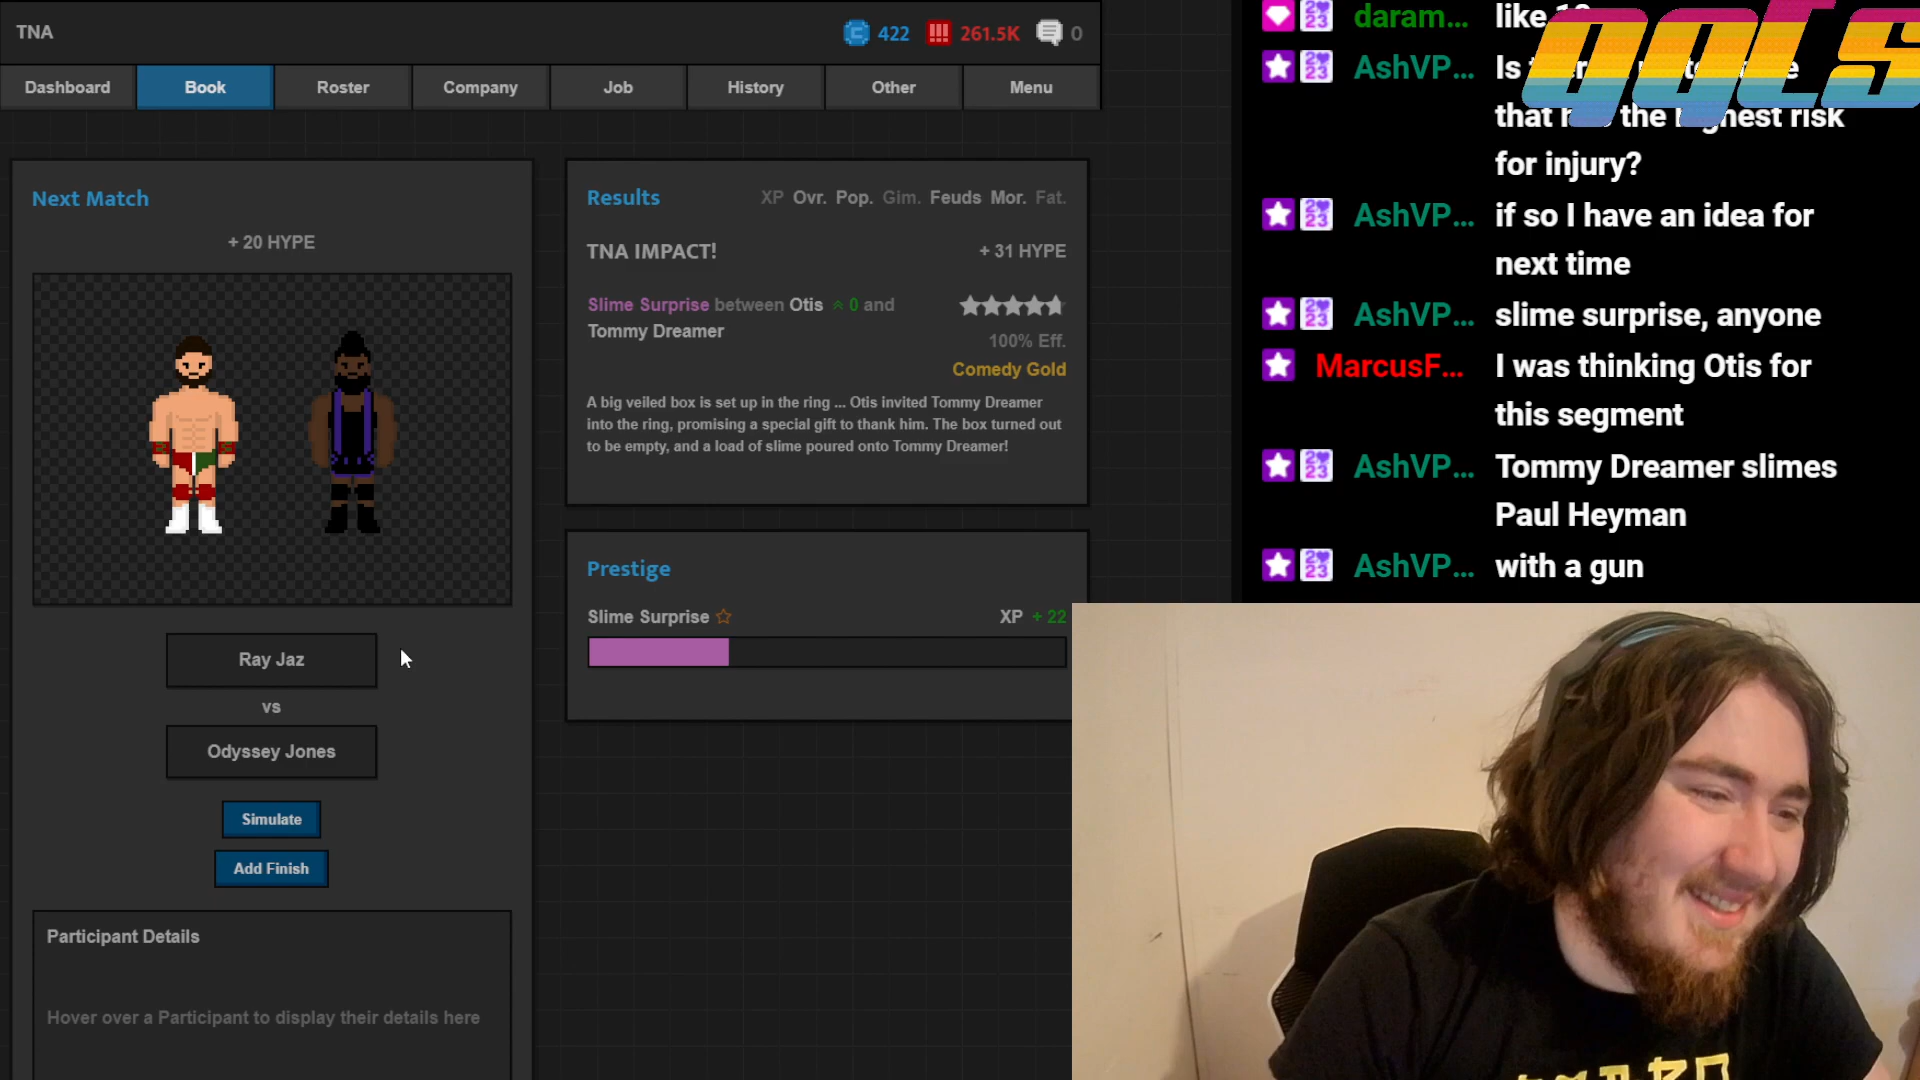 TNA
422
261.5K
0
Dashboard
Book
Roster
Company
Job
History
Other
Menu
Next Match
+ 20 HYPE
Ray Jaz
vs
Odyssey Jones
Simulate
Add Finish
Participant Details
Hover over a Participant to display their details here
Results
XP Ovr. Pop. Gim. Feuds Mor. Fat.
TNA IMPACT!
+ 31 HYPE
Slime Surprise between Otis 0 and
Tommy Dreamer
100% Eff.
Comedy Gold
A big veiled box is set up in the ring ... Otis invited Tommy Dreamer
into the ring, promising a special gift to thank him. The box turned out
to be empty, and a load of slime poured onto Tommy Dreamer!
Prestige
Slime Surprise
XP + 22
daram... like
AshVP... Is
that the highest risk
for injury?
AshVP... if so I have an idea for
next time
AshVP... slime surprise, anyone
MarcusF... I was thinking Otis for
this segment
AshVP... Tommy Dreamer slimes
Paul Heyman
AshVP... with a gun